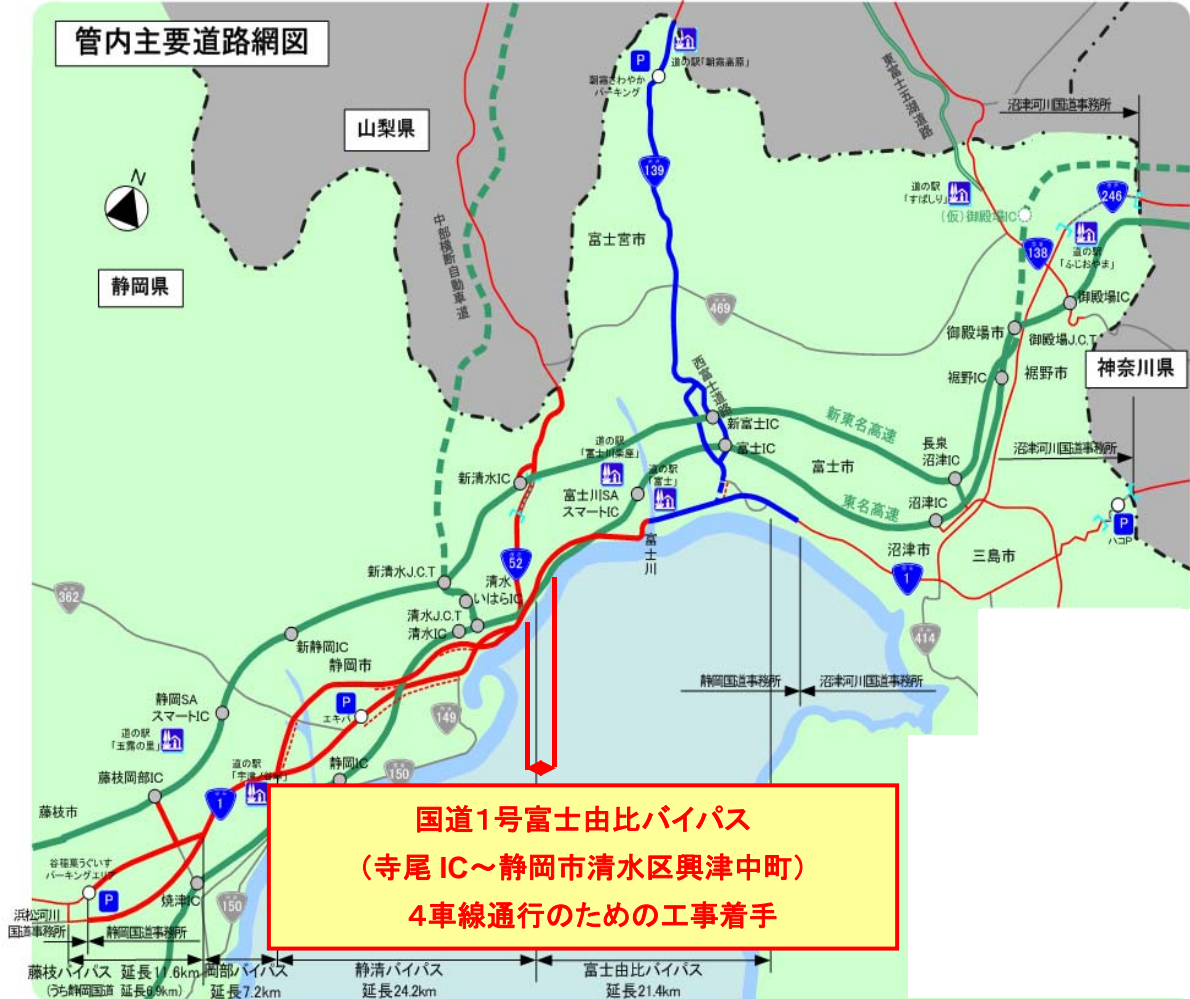 管内主要道路網図
山梨県
静岡県
神奈川県
N
P
朝霧さわやか
パーキング
道の駅「朝霧高原」
139
富士宮市
469
中部横断自動車道
東富士五湖道路
沼津河川国道事務所
道の駅
「すばしり」
(仮)御殿場IC
246
138
道の駅
「ふじおやま」
御殿場IC
御殿場市
御殿場J.C.T
裾野IC
裾野市
西富士道路
新富士IC
富士IC
新東名高速
東名高速
富士市
長泉
沼津IC
沼津IC
沼津河川国道事務所
P
ハコP
沼津市
三島市
1
414
道の駅
「富士川楽座」
道の駅
「富士」
富士川SA
スマートIC
富士川
新清水IC
52
362
新清水J.C.T
清水
いはらIC
清水J.C.T
清水IC
新静岡IC
静岡市
静岡SA
スマートIC
P
エキパ
149
道の駅
「玉露の里」
道の駅
静岡IC
150
藤枝岡部IC
1
藤枝市
谷稲葉うぐいす
パーキングエリア
P
焼津IC
150
静岡国道事務所
沼津河川国道事務所
浜松河川
国道事務所
静岡国道事務所
国道1号富士由比バイパス
(寺尾 IC~静岡市清水区興津中町)
4車線通行のための工事着手
藤枝バイパス 延長11.6km
(うち静岡国道 延長6.9km)
岡部バイパス
延長7.2km
静清バイパス
延長24.2km
富士由比バイパス
延長21.4km